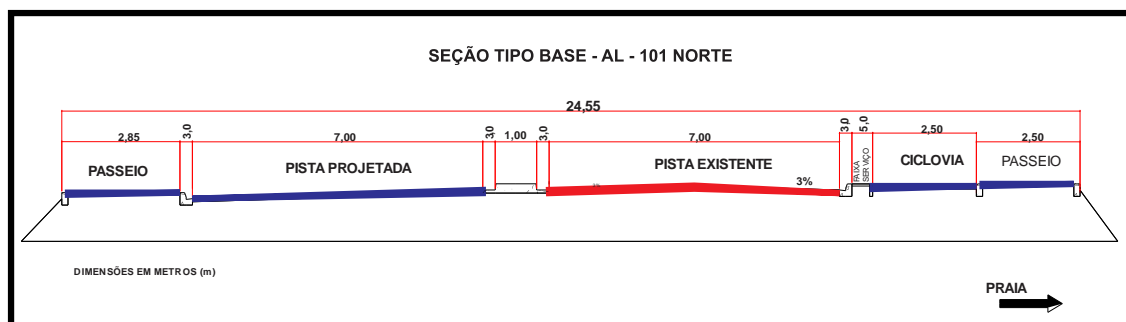 SEÇÃO TIPO BASE - AL - 101 NORTE
24,55
2,85 3,0 7,00 3,0 1,00 3,0 7,00 3,0 5,0 2,50 2,50
PASSEIO PISTA PROJETADA PISTA EXISTENTE FAIXA SERVIÇO CICLOVIA PASSEIO
3%
DIMENSÕES EM METROS (m)
PRAIA